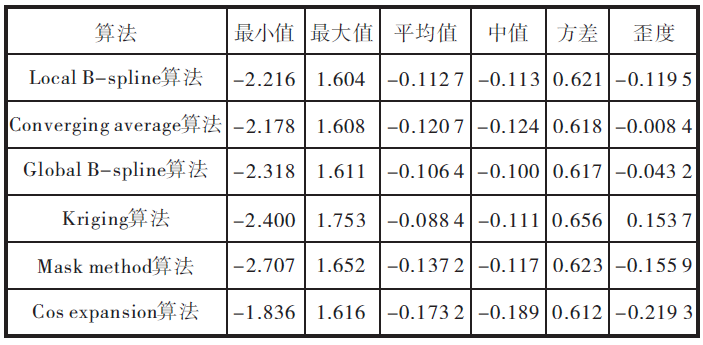 算法 最小值 最大值 平均值 中值 方差 歪度
Local B-spline算法 -2.216 1.604 -0.112 7 -0.113 0.621 -0.119 5
Converging average算法 -2.178 1.608 -0.120 7 -0.124 0.618 -0.008 4
Global B-spline算法 -2.318 1.611 -0.106 4 -0.100 0.617 -0.043 2
Kriging算法 -2.400 1.753 -0.088 4 -0.111 0.656 0.153 7
Mask method算法 -2.707 1.652 -0.137 2 -0.117 0.623 -0.155 9
Cos expansion算法 -1.836 1.616 -0.173 2 -0.189 0.612 -0.219 3